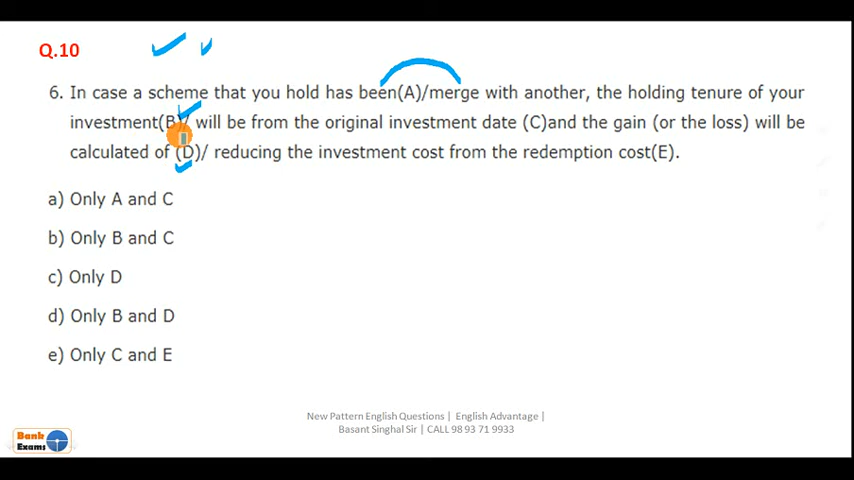 Q.10
6. In case a scheme that you hold has been(A)/merge with another, the holding tenure of your
investment(B)/ will be from the original investment date (C)and the gain (or the loss) will be
calculated of (D)/ reducing the investment cost from the redemption cost(E).
a) Only A and C
b) Only B and C
c) Only D
d) Only B and D
e) Only C and E
New Pattern English Questions | English Advantage |
Basant Singhal Sir | CALL 98 93 71 9933
Bank
Exams